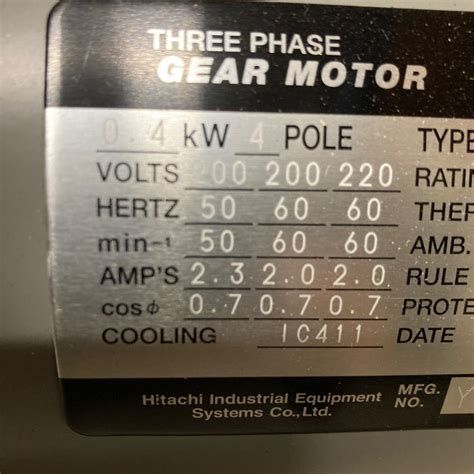 THREE PHASE
GEAR MOTOR
0.4 kW 4 POLE TYPE
VOLTS 200 200 220 RATIN
HERTZ 50 60 60 THER
min-1 50 60 60 AMB.
AMP'S 2.3 2.0 2.0 RULE
cosφ 0.7 0.7 0.7 PROTE
COOLING IC411 DATE
Hitachi Industrial Equipment
Systems Co.,Ltd.
MFG.
NO. Y